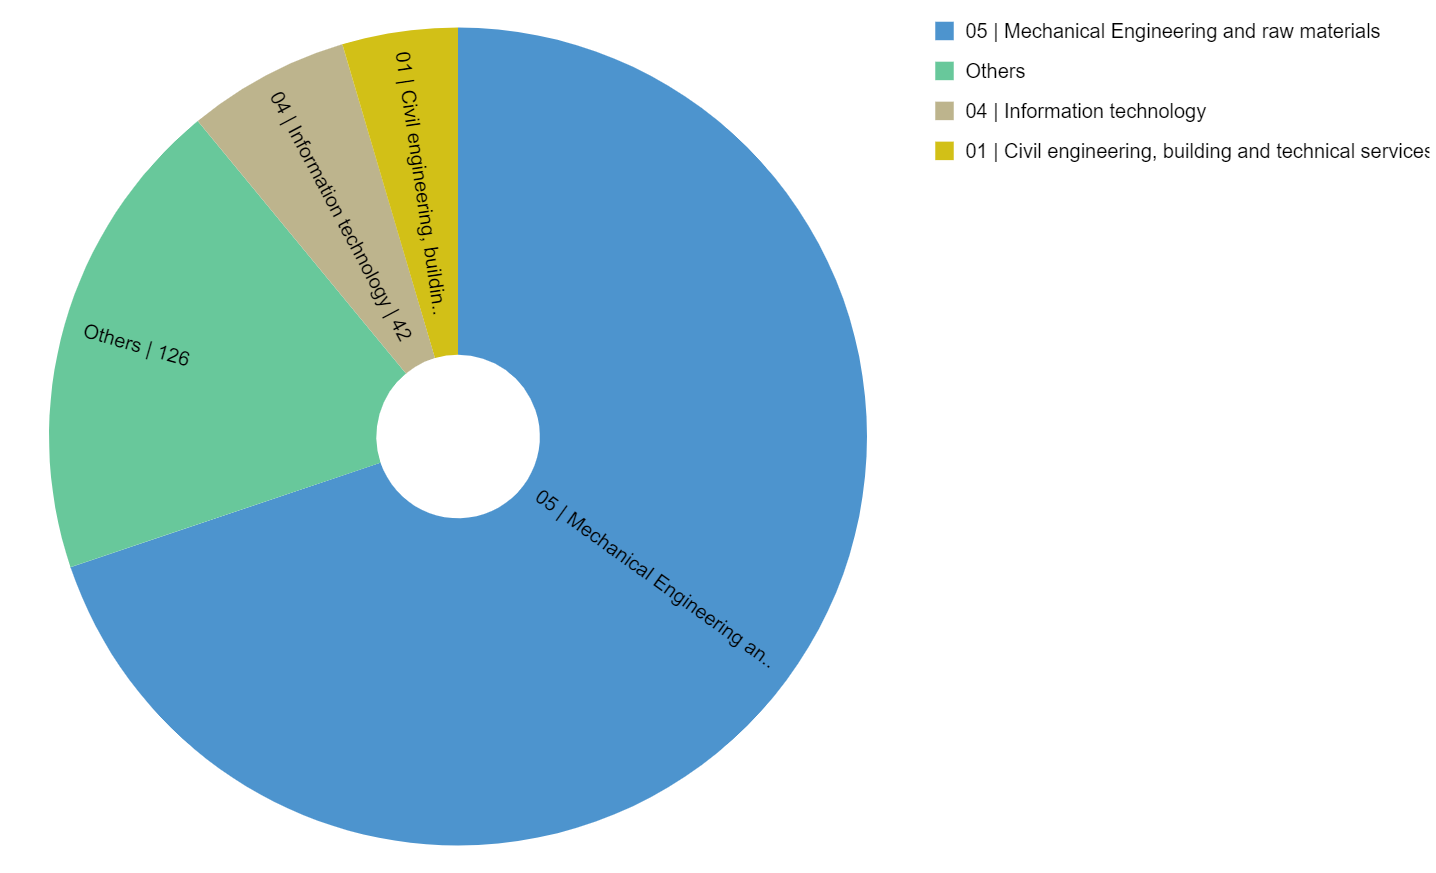 05 | Mechanical Engineering and raw materials
Others
04 | Information technology
01 | Civil engineering, building and technical services
01 | Civil engineering, buildin..
04 | Information technology | 42
Others | 126
05 | Mechanical Engineering an..